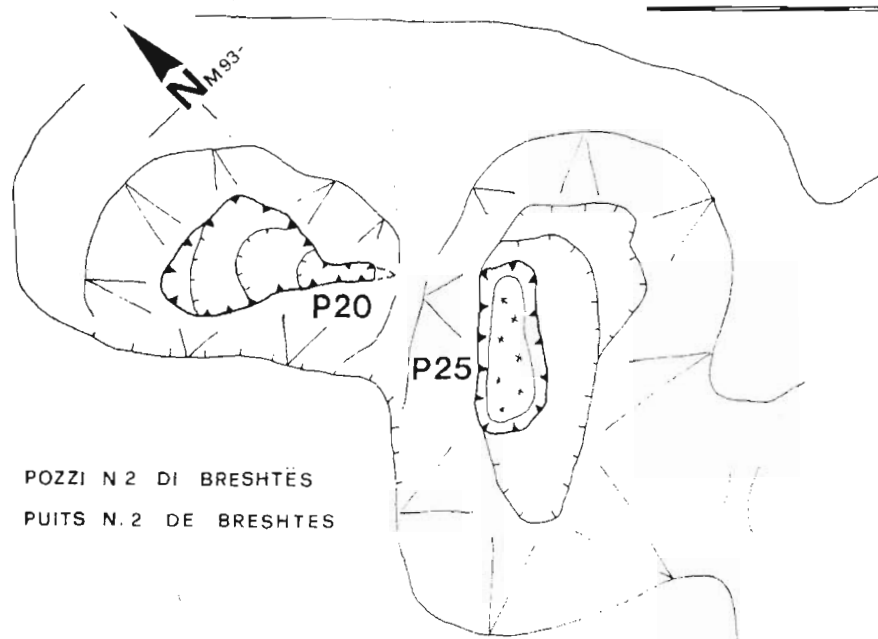 N M93-
P20
P25
POZZI N 2 DI BRESHTËS
PUITS N. 2 DE BRESHTES